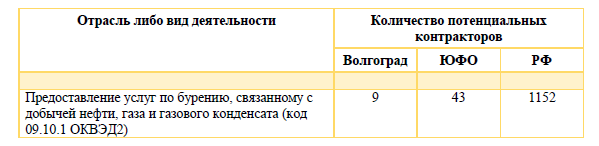 Отрасль либо вид деятельности
Количество потенциальных
контракторов
Волгоград ЮФО РФ
Предоставление услуг по бурению, связанному с 9 43 1152
добычей нефти, газа и газового конденсата (код
09.10.1 ОКВЭД2)